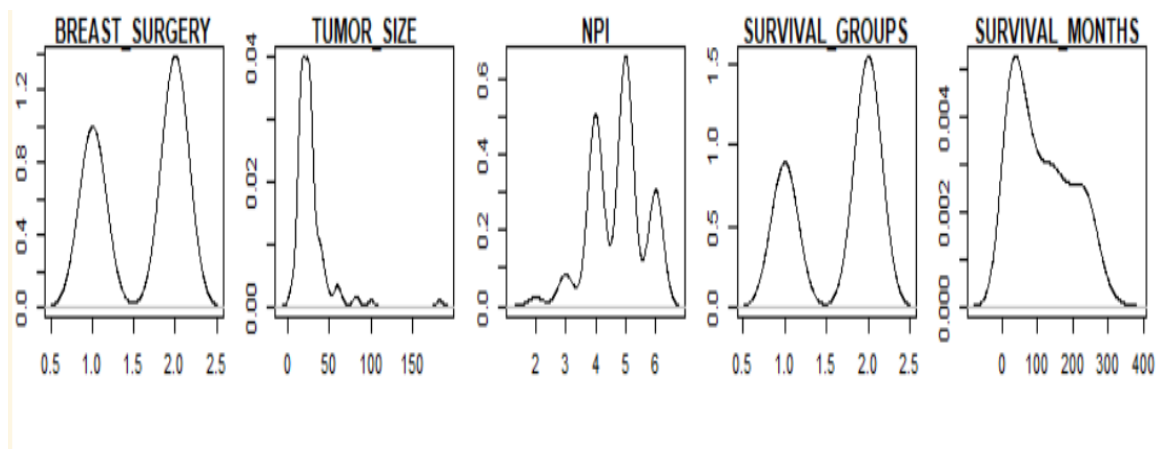 BREAST_SURGERY
0.0 0.4 0.8 1.2
0.5 1.0 1.5 2.0 2.5
TUMOR_SIZE
0.00 0.02 0.04
0 50 100 150
NPI
0.0 0.2 0.4 0.6
2 3 4 5 6
SURVIVAL_GROUPS
0.0 0.5 1.0 1.5
0.5 1.0 1.5 2.0 2.5
SURVIVAL_MONTHS
0.000 0.002 0.004
0 100 200 300 400